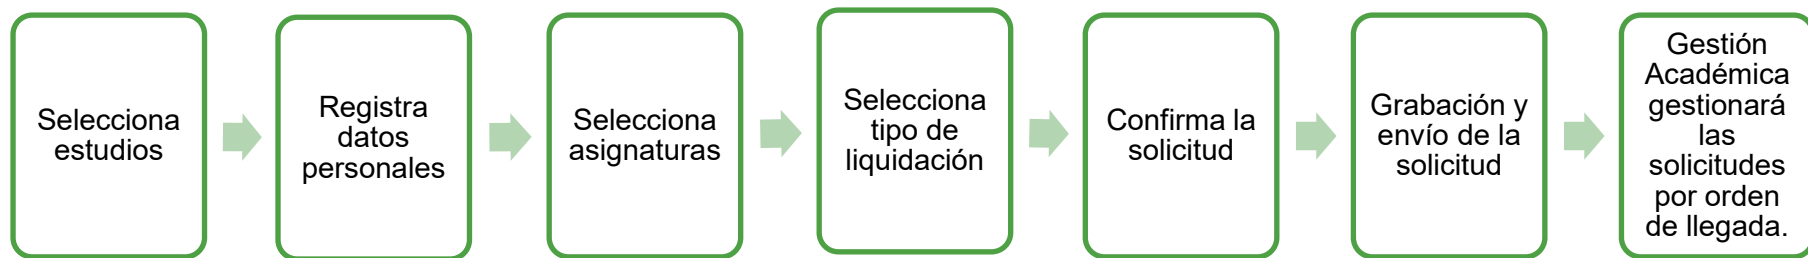 Selecciona
estudios
Registra
datos
personales
Selecciona
asignaturas
Selecciona
tipo de
liquidación
Confirma la
solicitud
Grabación y
envío de la
solicitud
Gestión
Académica
gestionará
las
solicitudes
por orden
de llegada.